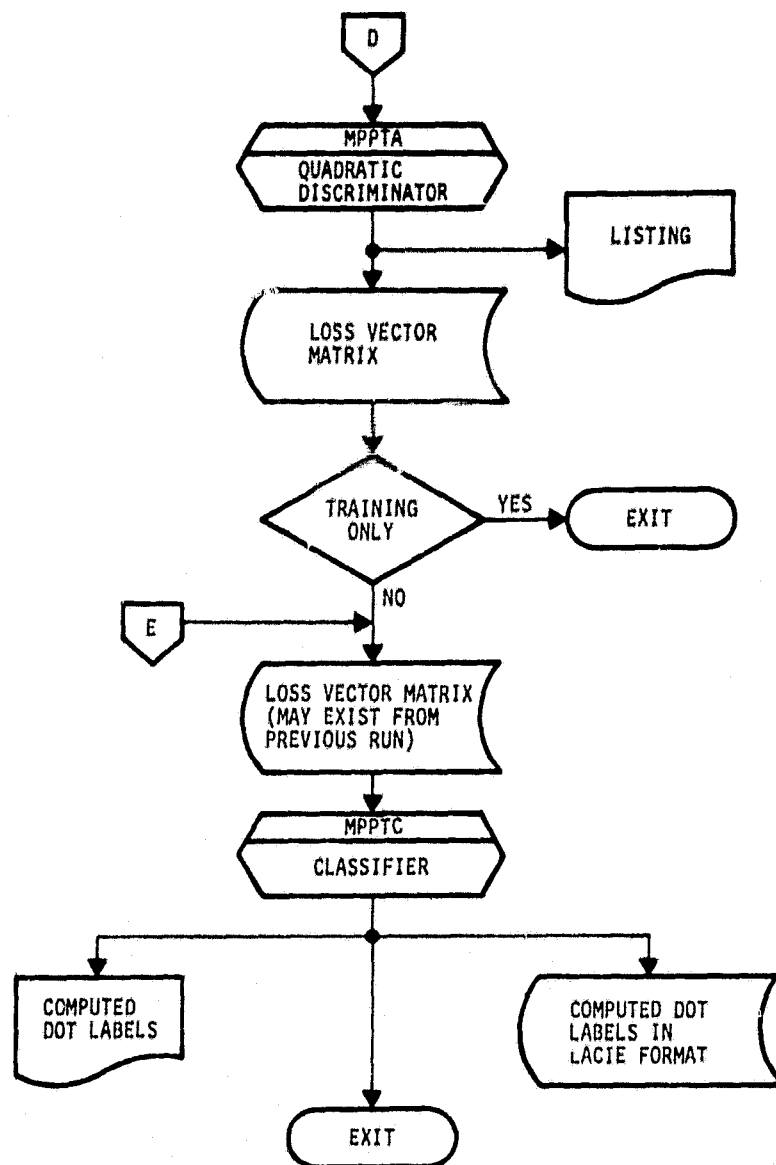 D
MPPTA
QUADRATIC
DISCRIMINATOR
LISTING
LOSS VECTOR
MATRIX
TRAINING
ONLY
YES
EXIT
NO
E
LOSS VECTOR MATRIX
(MAY EXIST FROM
PREVIOUS RUN)
MPPTC
CLASSIFIER
COMPUTED
DOT LABELS
COMPUTED DOT
LABELS IN
LACIE FORMAT
EXIT